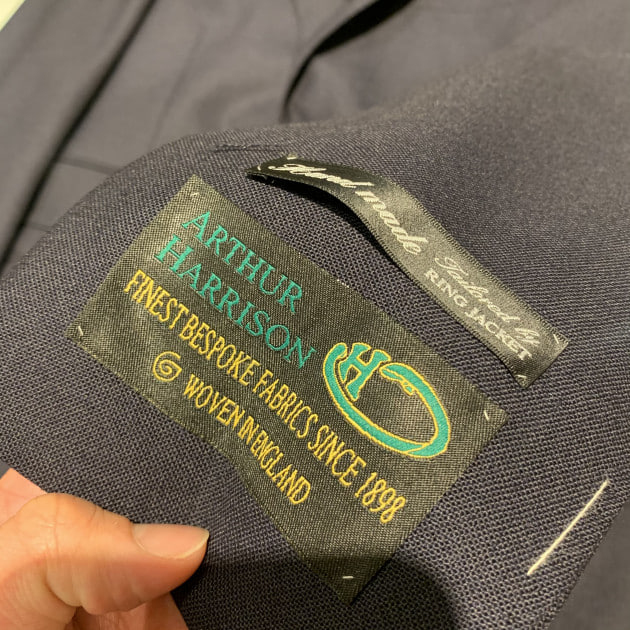 Hand made
Tailored by
RING JACKET
ARTHUR
HARRISON
H
FINEST BESPOKE FABRICS SINCE 1898
WOVEN IN ENGLAND